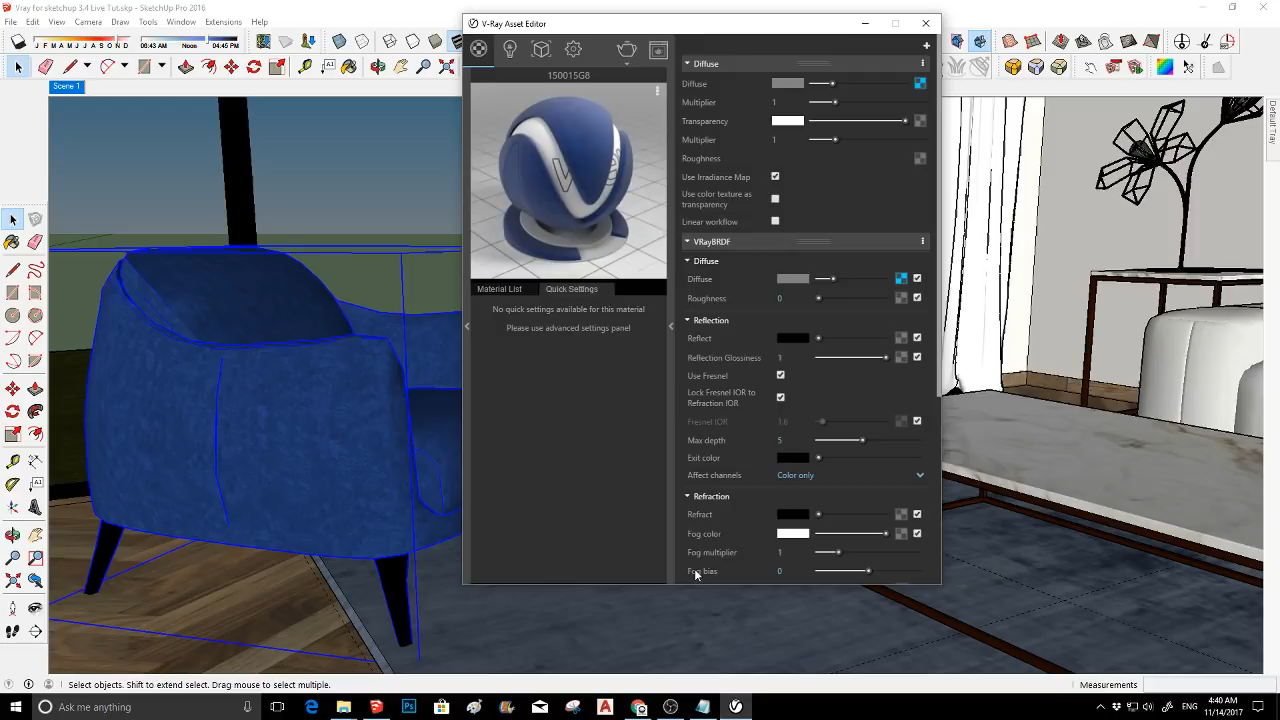 Vray for sketchup 3.4 Live Tut.skp - SketchUp Pro 2016
V-Ray Asset Editor
File Edit View Camera Draw Tools Window Extensions Help
J F M A M J J A S O N D
00:43 AM Noon 00:45 AM
Scene 1
150015G8
Default Tray
Diffuse
Diffuse
Multiplier 1
Transparency
Multiplier 1
Roughness
Use Irradiance Map
Use color texture as
transparency
Linear workflow
VRayBRDF
Diffuse
Diffuse
Roughness 0
Material List Quick Settings
No quick settings available for this material
Please use advanced settings panel
Reflection
Reflect
Reflection Glossiness 1
Use Fresnel
Lock Fresnel IOR to
Refraction IOR
Fresnel IOR 1.6
Max depth 5
Exit color
Affect channels Color only
Refraction
Refract
Fog color
Fog multiplier 1
Fog bias 0
Select objects. Shift to extend select. Drag mouse to select multiple.
Measurements
Ask me anything
4:40 AM
11/14/2017